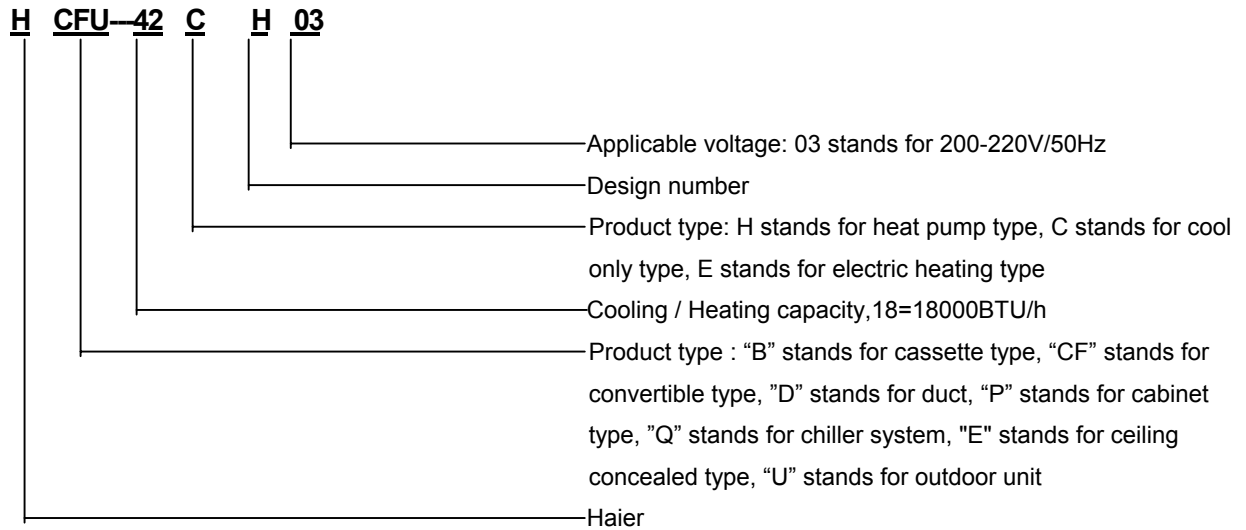 H CFU---42 C H 03
Applicable voltage: 03 stands for 200-220V/50Hz
Design number
Product type: H stands for heat pump type, C stands for cool
only type, E stands for electric heating type
Cooling / Heating capacity,18=18000BTU/h
Product type : “B” stands for cassette type, “CF” stands for
convertible type, ”D” stands for duct, “P” stands for cabinet
type, ”Q” stands for chiller system, "E" stands for ceiling
concealed type, “U” stands for outdoor unit
Haier